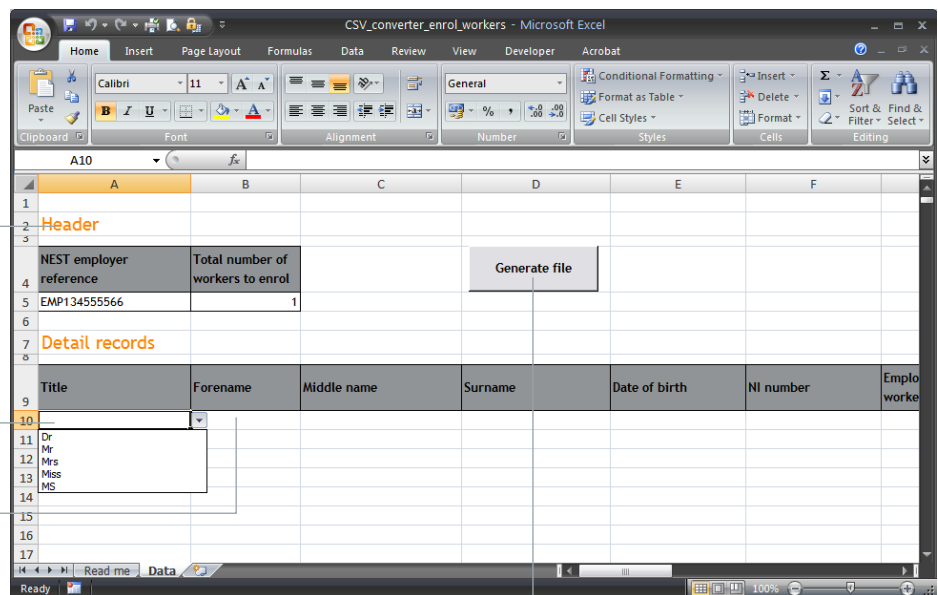 CSV_converter_enrol_workers - Microsoft Excel
Home Insert Page Layout Formulas Data Review View Developer Acrobat
Calibri 11 A A General Conditional Formatting Insert Σ
Paste Format as Table Delete Sort & Find &
B I U A % , Cell Styles Format Filter Select
Clipboard Font Alignment Number Styles Cells Editing
A10 fx
A B C D E F
1
2 Header
3
NEST employer Total number of
4 reference workers to enrol Generate file
5 EMP134555566 1
6
7 Detail records
8
9 Title Forename Middle name Surname Date of birth NI number Emplo
worke
10
11 Dr
Mr
12 Mrs
13 Miss
MS
14
15
16
17
Read me Data
Ready 100%